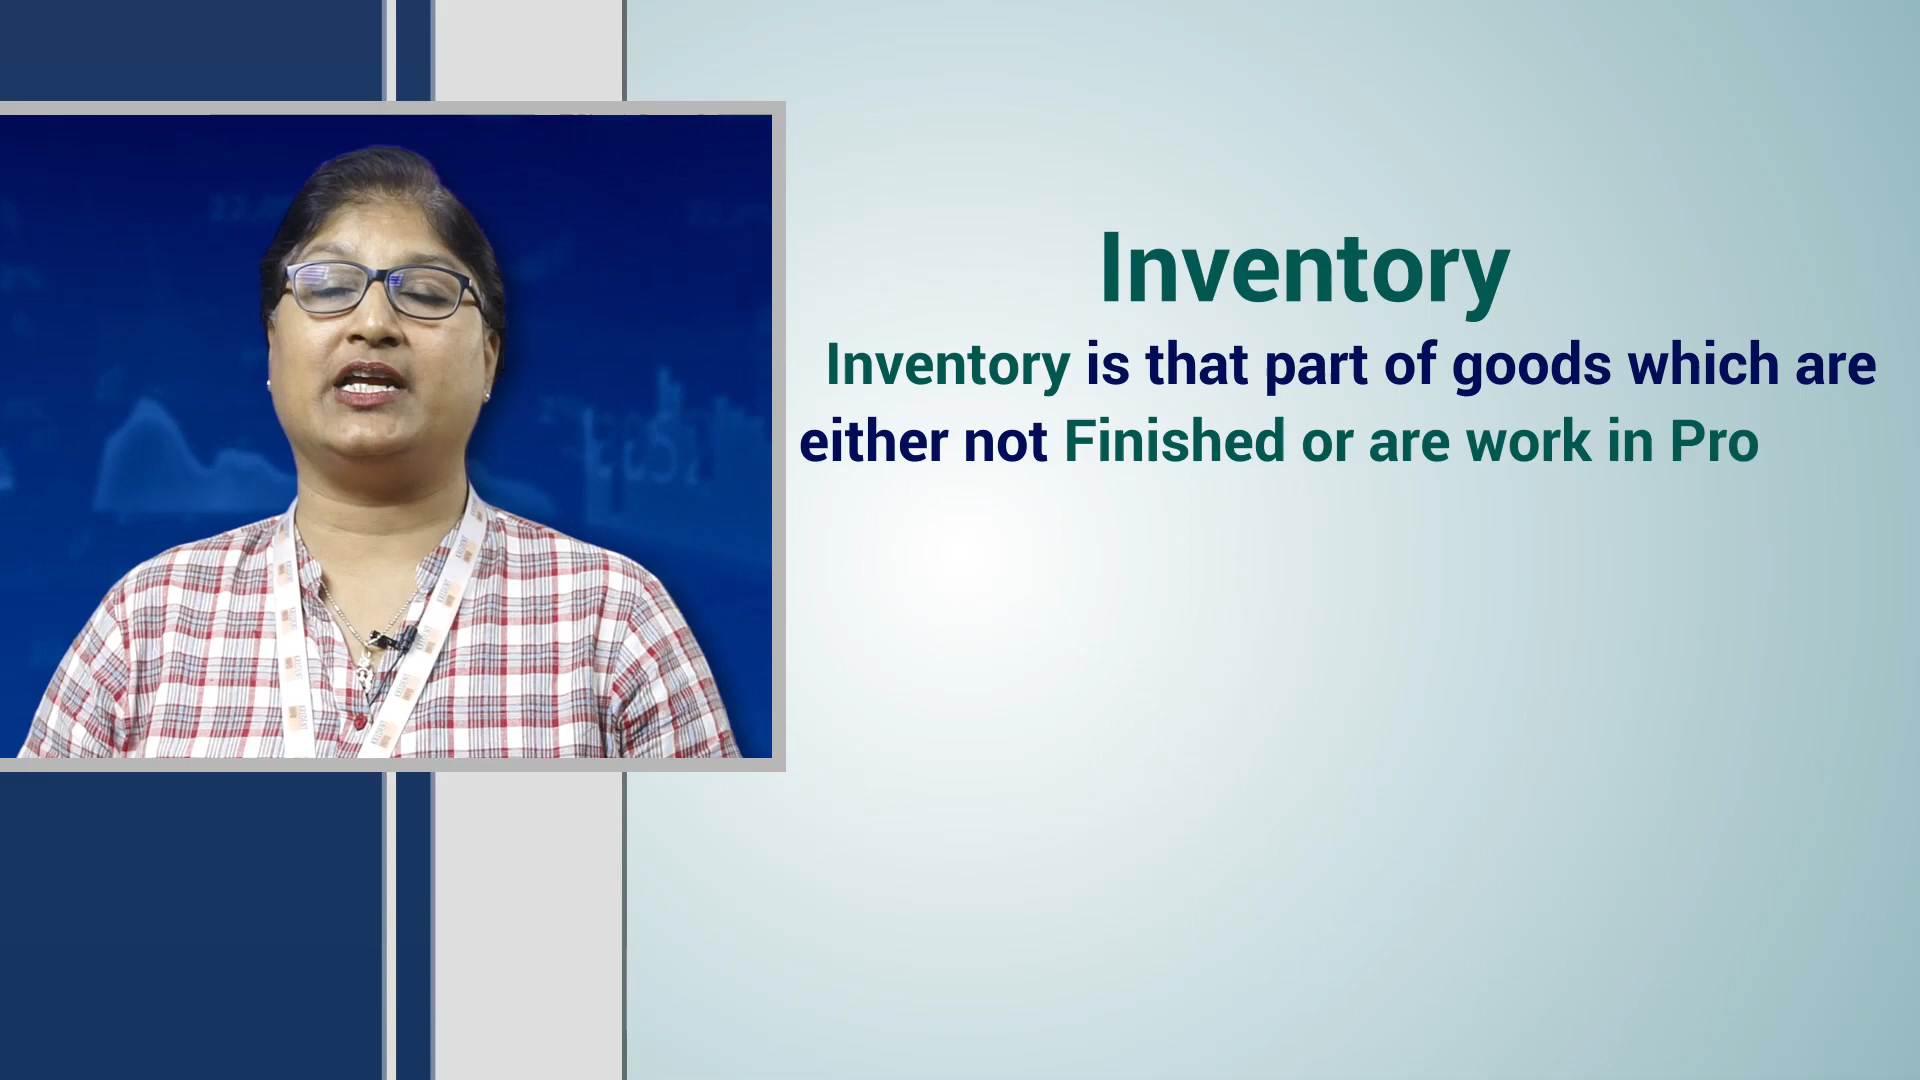 Inventory
Inventory is that part of goods which are
either not Finished or are work in Pro